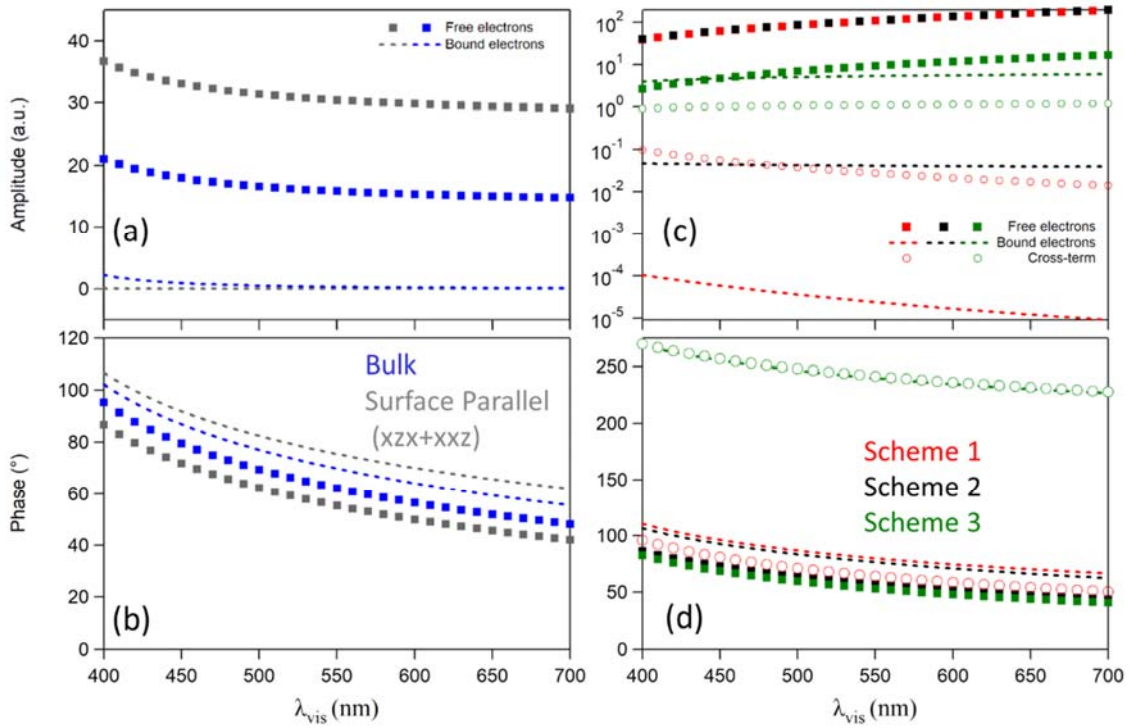 Amplitude (a.u.)
40
30
20
10
0
Free electrons
Bound electrons
(a)
Phase (°)
120
100
80
60
40
20
0
Bulk
Surface Parallel
(xzx+xxz)
(b)
400 450 500 550 600 650 700
λvis (nm)
10²
10¹
10⁰
10⁻¹
10⁻²
10⁻³
10⁻⁴
10⁻⁵
(c)
Free electrons
Bound electrons
Cross-term
250
200
150
100
50
0
Scheme 1
Scheme 2
Scheme 3
(d)
400 450 500 550 600 650 700
λvis (nm)